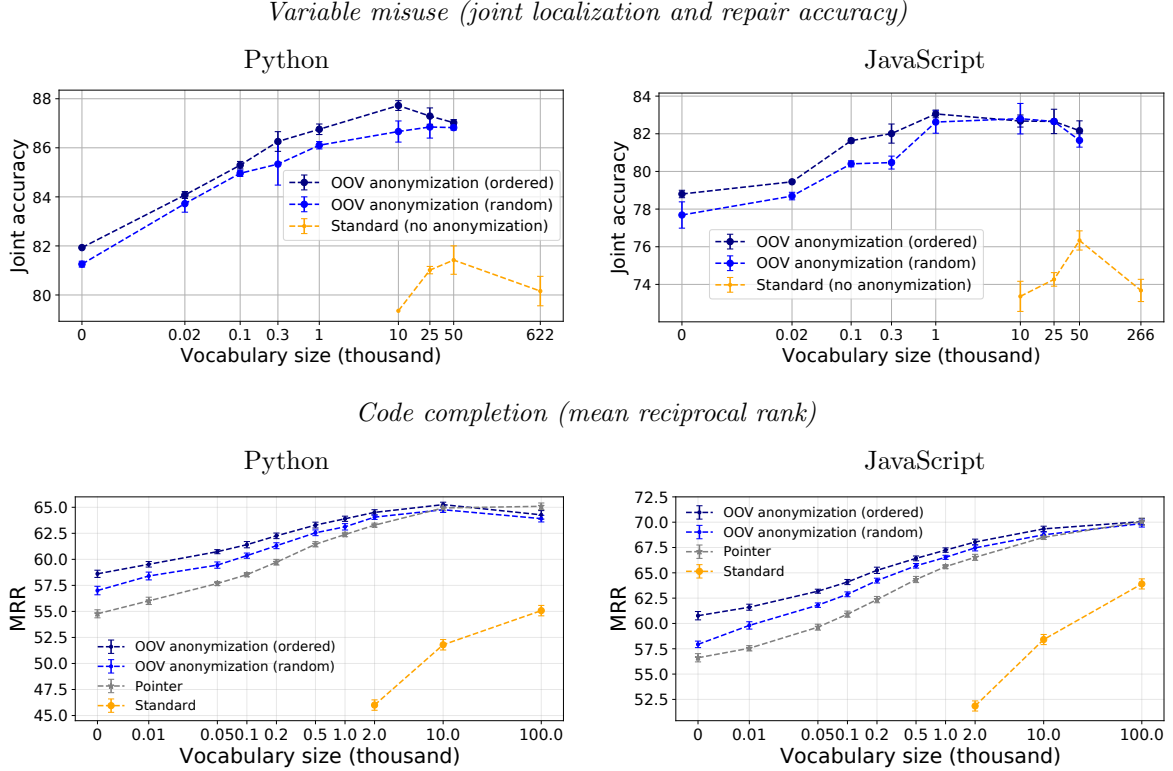 Variable misuse (joint localization and repair accuracy)
Python
JavaScript
88
86
84
82
80
Joint accuracy
OOV anonymization (ordered)
OOV anonymization (random)
Standard (no anonymization)
0 0.02 0.1 0.3 1 10 25 50 622
Vocabulary size (thousand)
84
82
80
78
76
74
Joint accuracy
OOV anonymization (ordered)
OOV anonymization (random)
Standard (no anonymization)
0 0.02 0.1 0.3 1 10 25 50 266
Vocabulary size (thousand)
Code completion (mean reciprocal rank)
Python
JavaScript
65.0
62.5
60.0
57.5
55.0
52.5
50.0
47.5
45.0
MRR
OOV anonymization (ordered)
OOV anonymization (random)
Pointer
Standard
0 0.01 0.05 0.1 0.2 0.5 1.0 2.0 10.0 100.0
Vocabulary size (thousand)
72.5
70.0
67.5
65.0
62.5
60.0
57.5
55.0
52.5
MRR
OOV anonymization (ordered)
OOV anonymization (random)
Pointer
Standard
0 0.01 0.05 0.1 0.2 0.5 1.0 2.0 10.0 100.0
Vocabulary size (thousand)